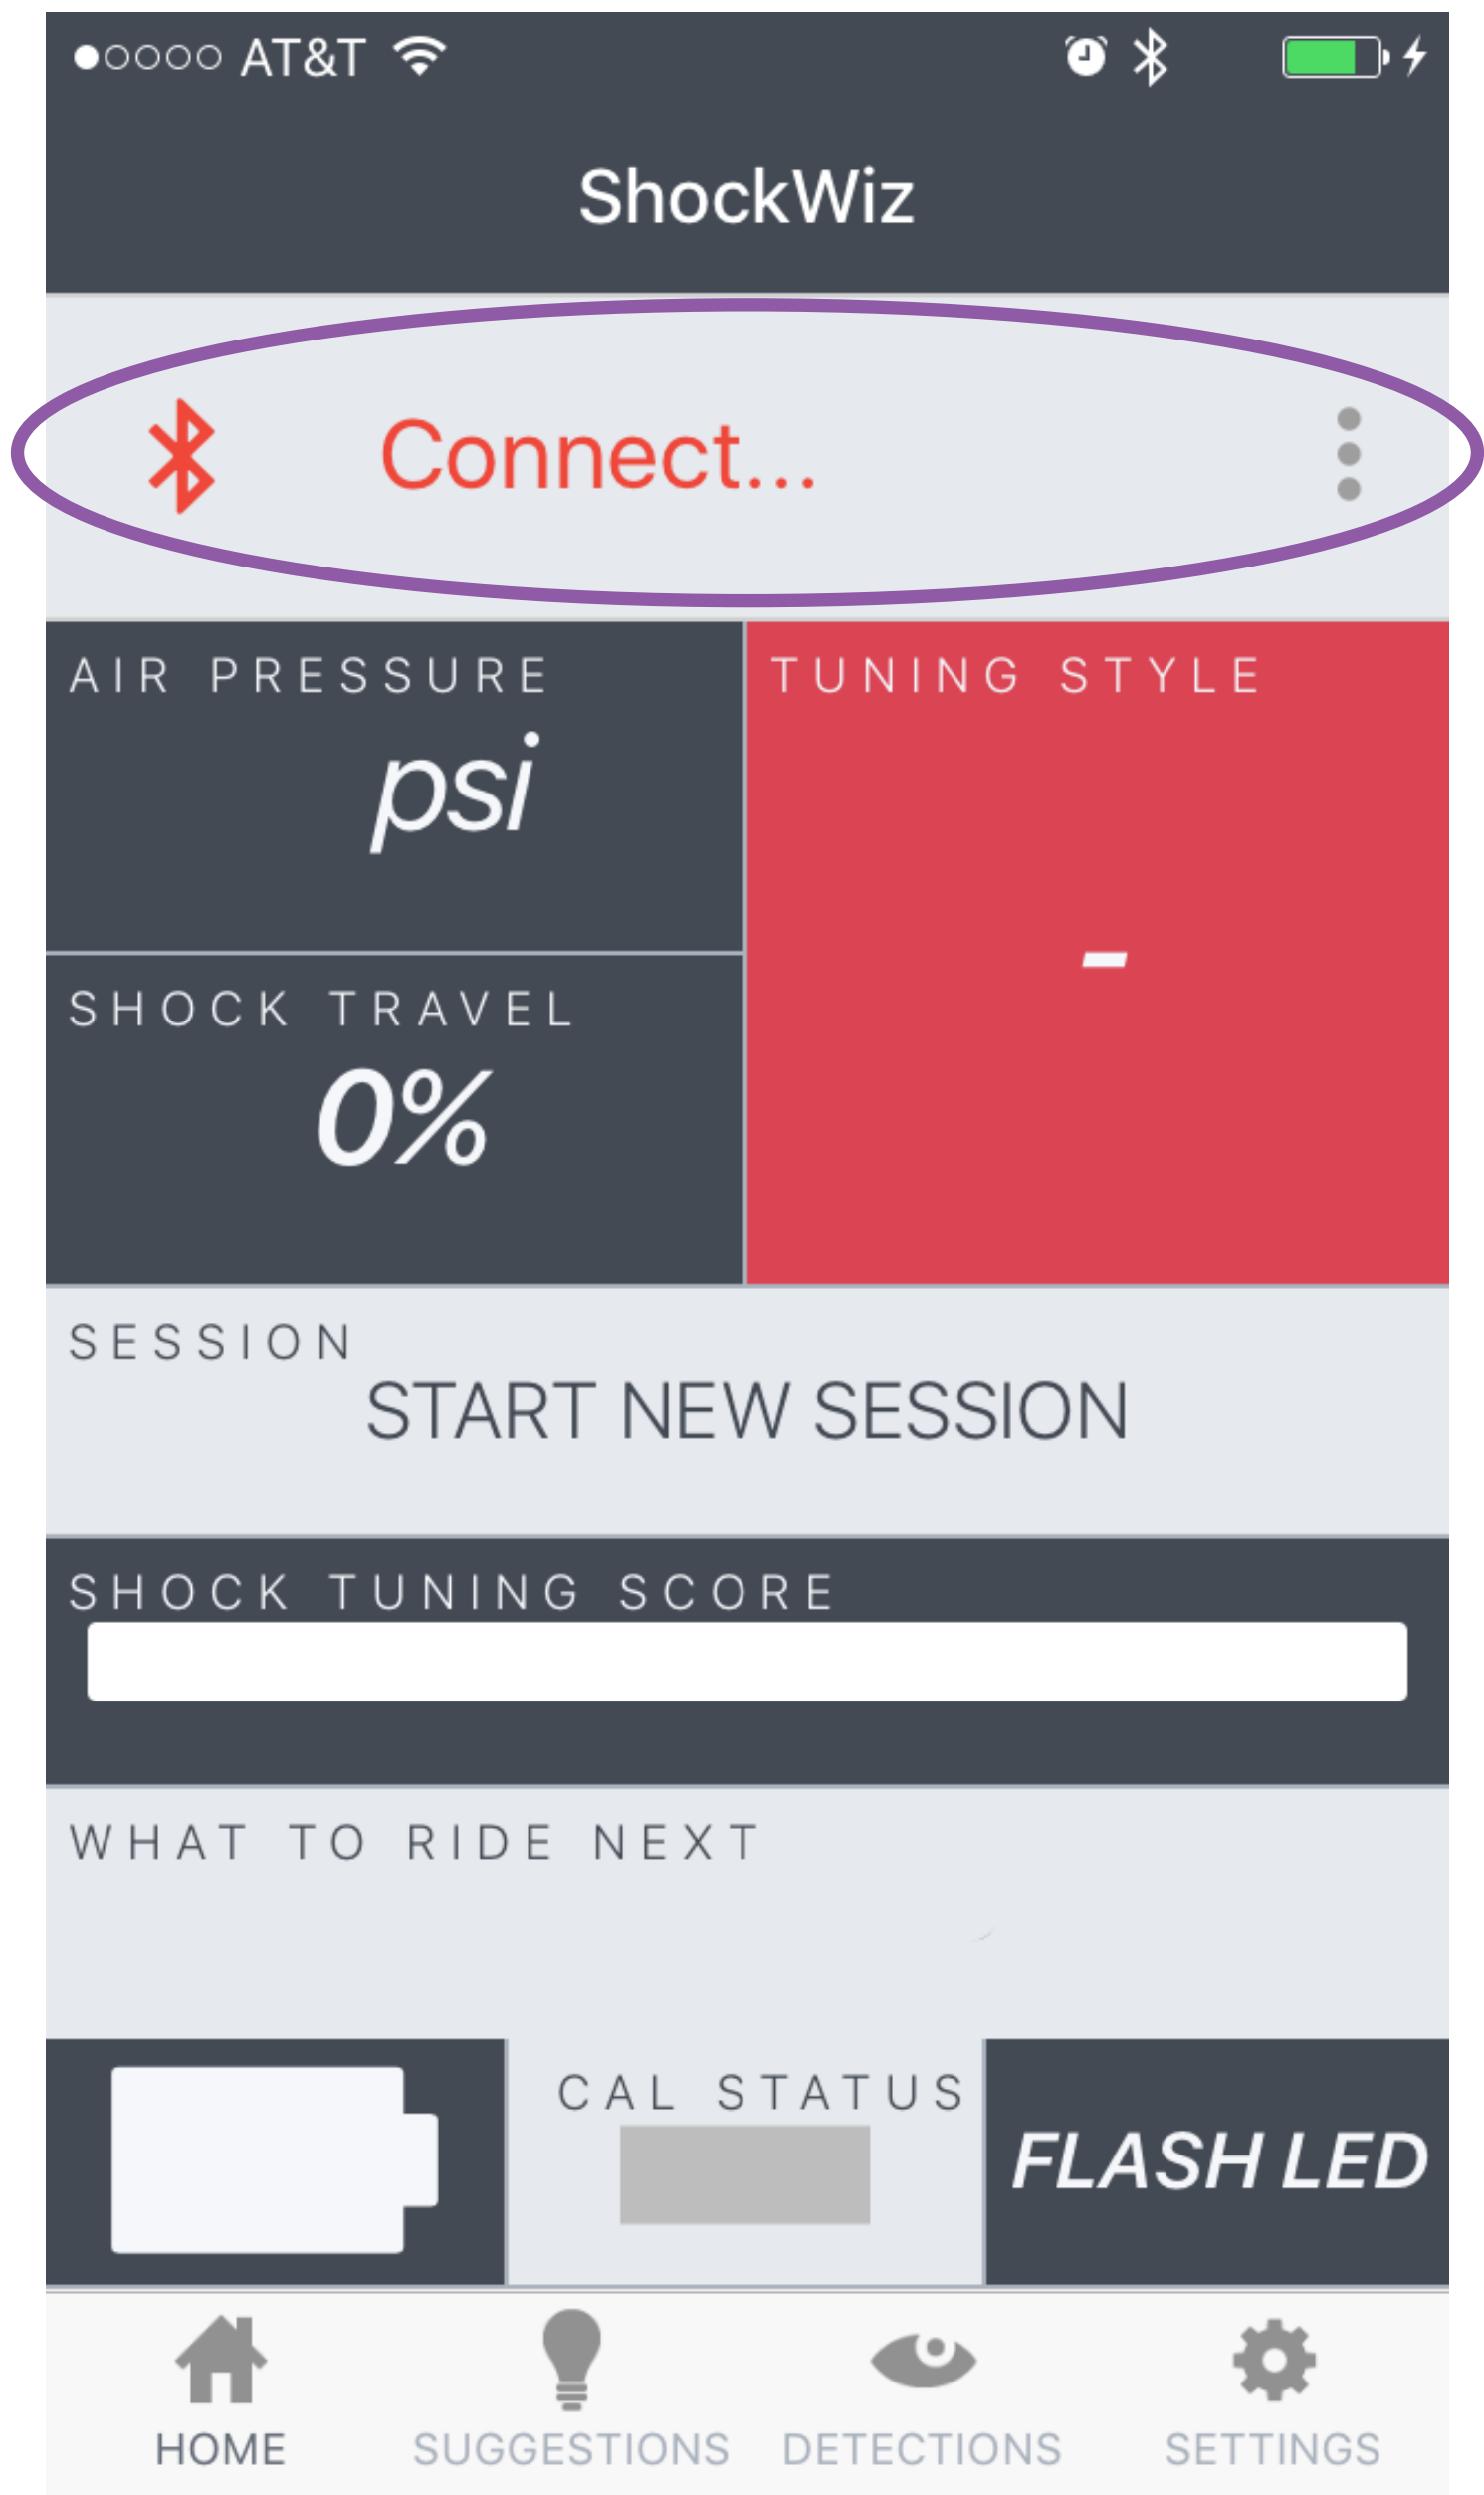 AT&T
ShockWiz
Connect...
AIR PRESSURE
psi
TUNING STYLE
-
SHOCK TRAVEL
0%
SESSION
START NEW SESSION
SHOCK TUNING SCORE
WHAT TO RIDE NEXT
CAL STATUS
FLASH LED
HOME SUGGESTIONS DETECTIONS SETTINGS